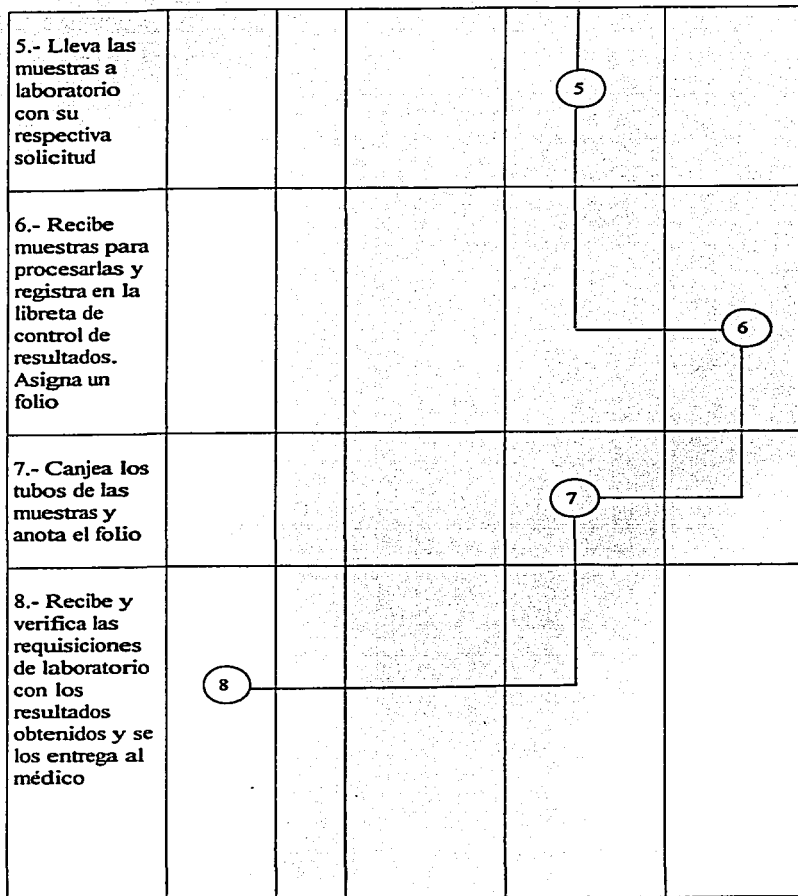 5.- Lleva las
muestras a
laboratorio
con su
respectiva
solicitud
5
6.- Recibe
muestras para
procesarlas y
registra en la
libreta de
control de
resultados.
Asigna un
folio
6
7.- Canjea los
tubos de las
muestras y
anota el folio
7
8.- Recibe y
verifica las
requisiciones
de laboratorio
con los
resultados
obtenidos y se
los entrega al
médico
8